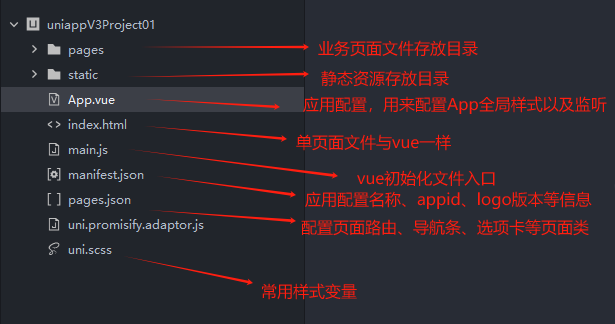 uniappV3Project01
pages
业务页面文件存放目录
static
静态资源存放目录
App.vue
应用配置，用来配置App全局样式以及监听
index.html
单页面文件与vue一样
main.js
vue初始化文件入口
manifest.json
应用配置名称、appid、logo版本等信息
pages.json
配置页面路由、导航条、选项卡等页面类
uni.promisify.adaptor.js
uni.scss
常用样式变量